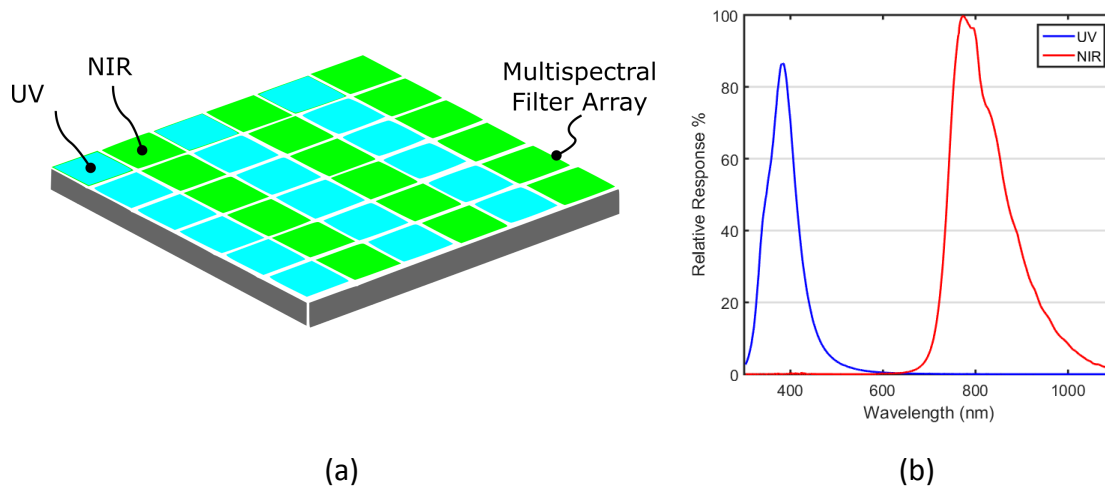 NIR
UV
Multispectral
Filter Array
(a)
100
80
60
40
20
0
Relative Response %
400
600
800
1000
Wavelength (nm)
UV
NIR
(b)